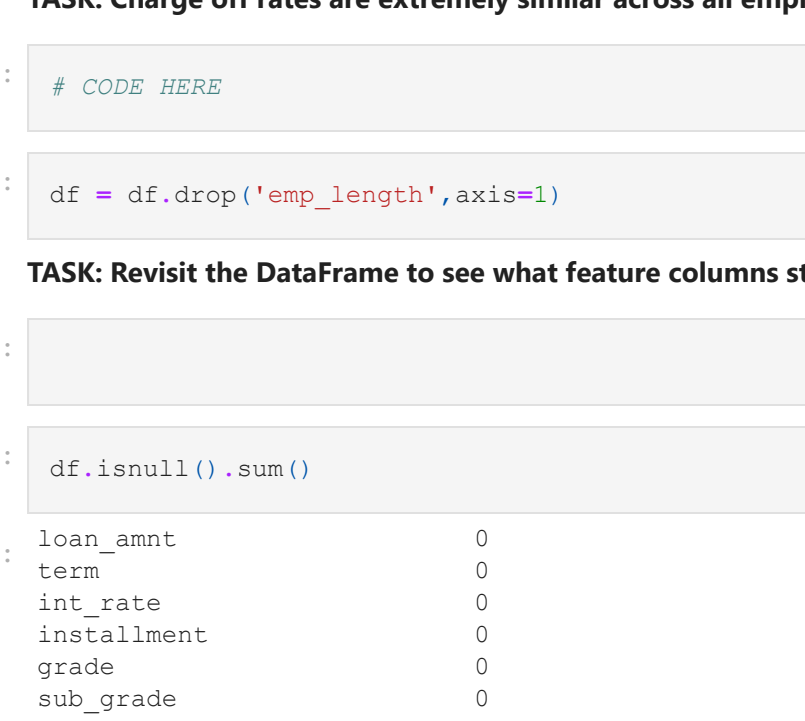 TASK: Charge off rates are extremely similar across all
:
# CODE HERE
:
df = df.drop('emp_length',axis=1)
TASK: Revisit the DataFrame to see what feature columns
:
:
df.isnull().sum()
:
loan_amnt 0
term 0
int_rate 0
installment 0
grade 0
sub_grade 0